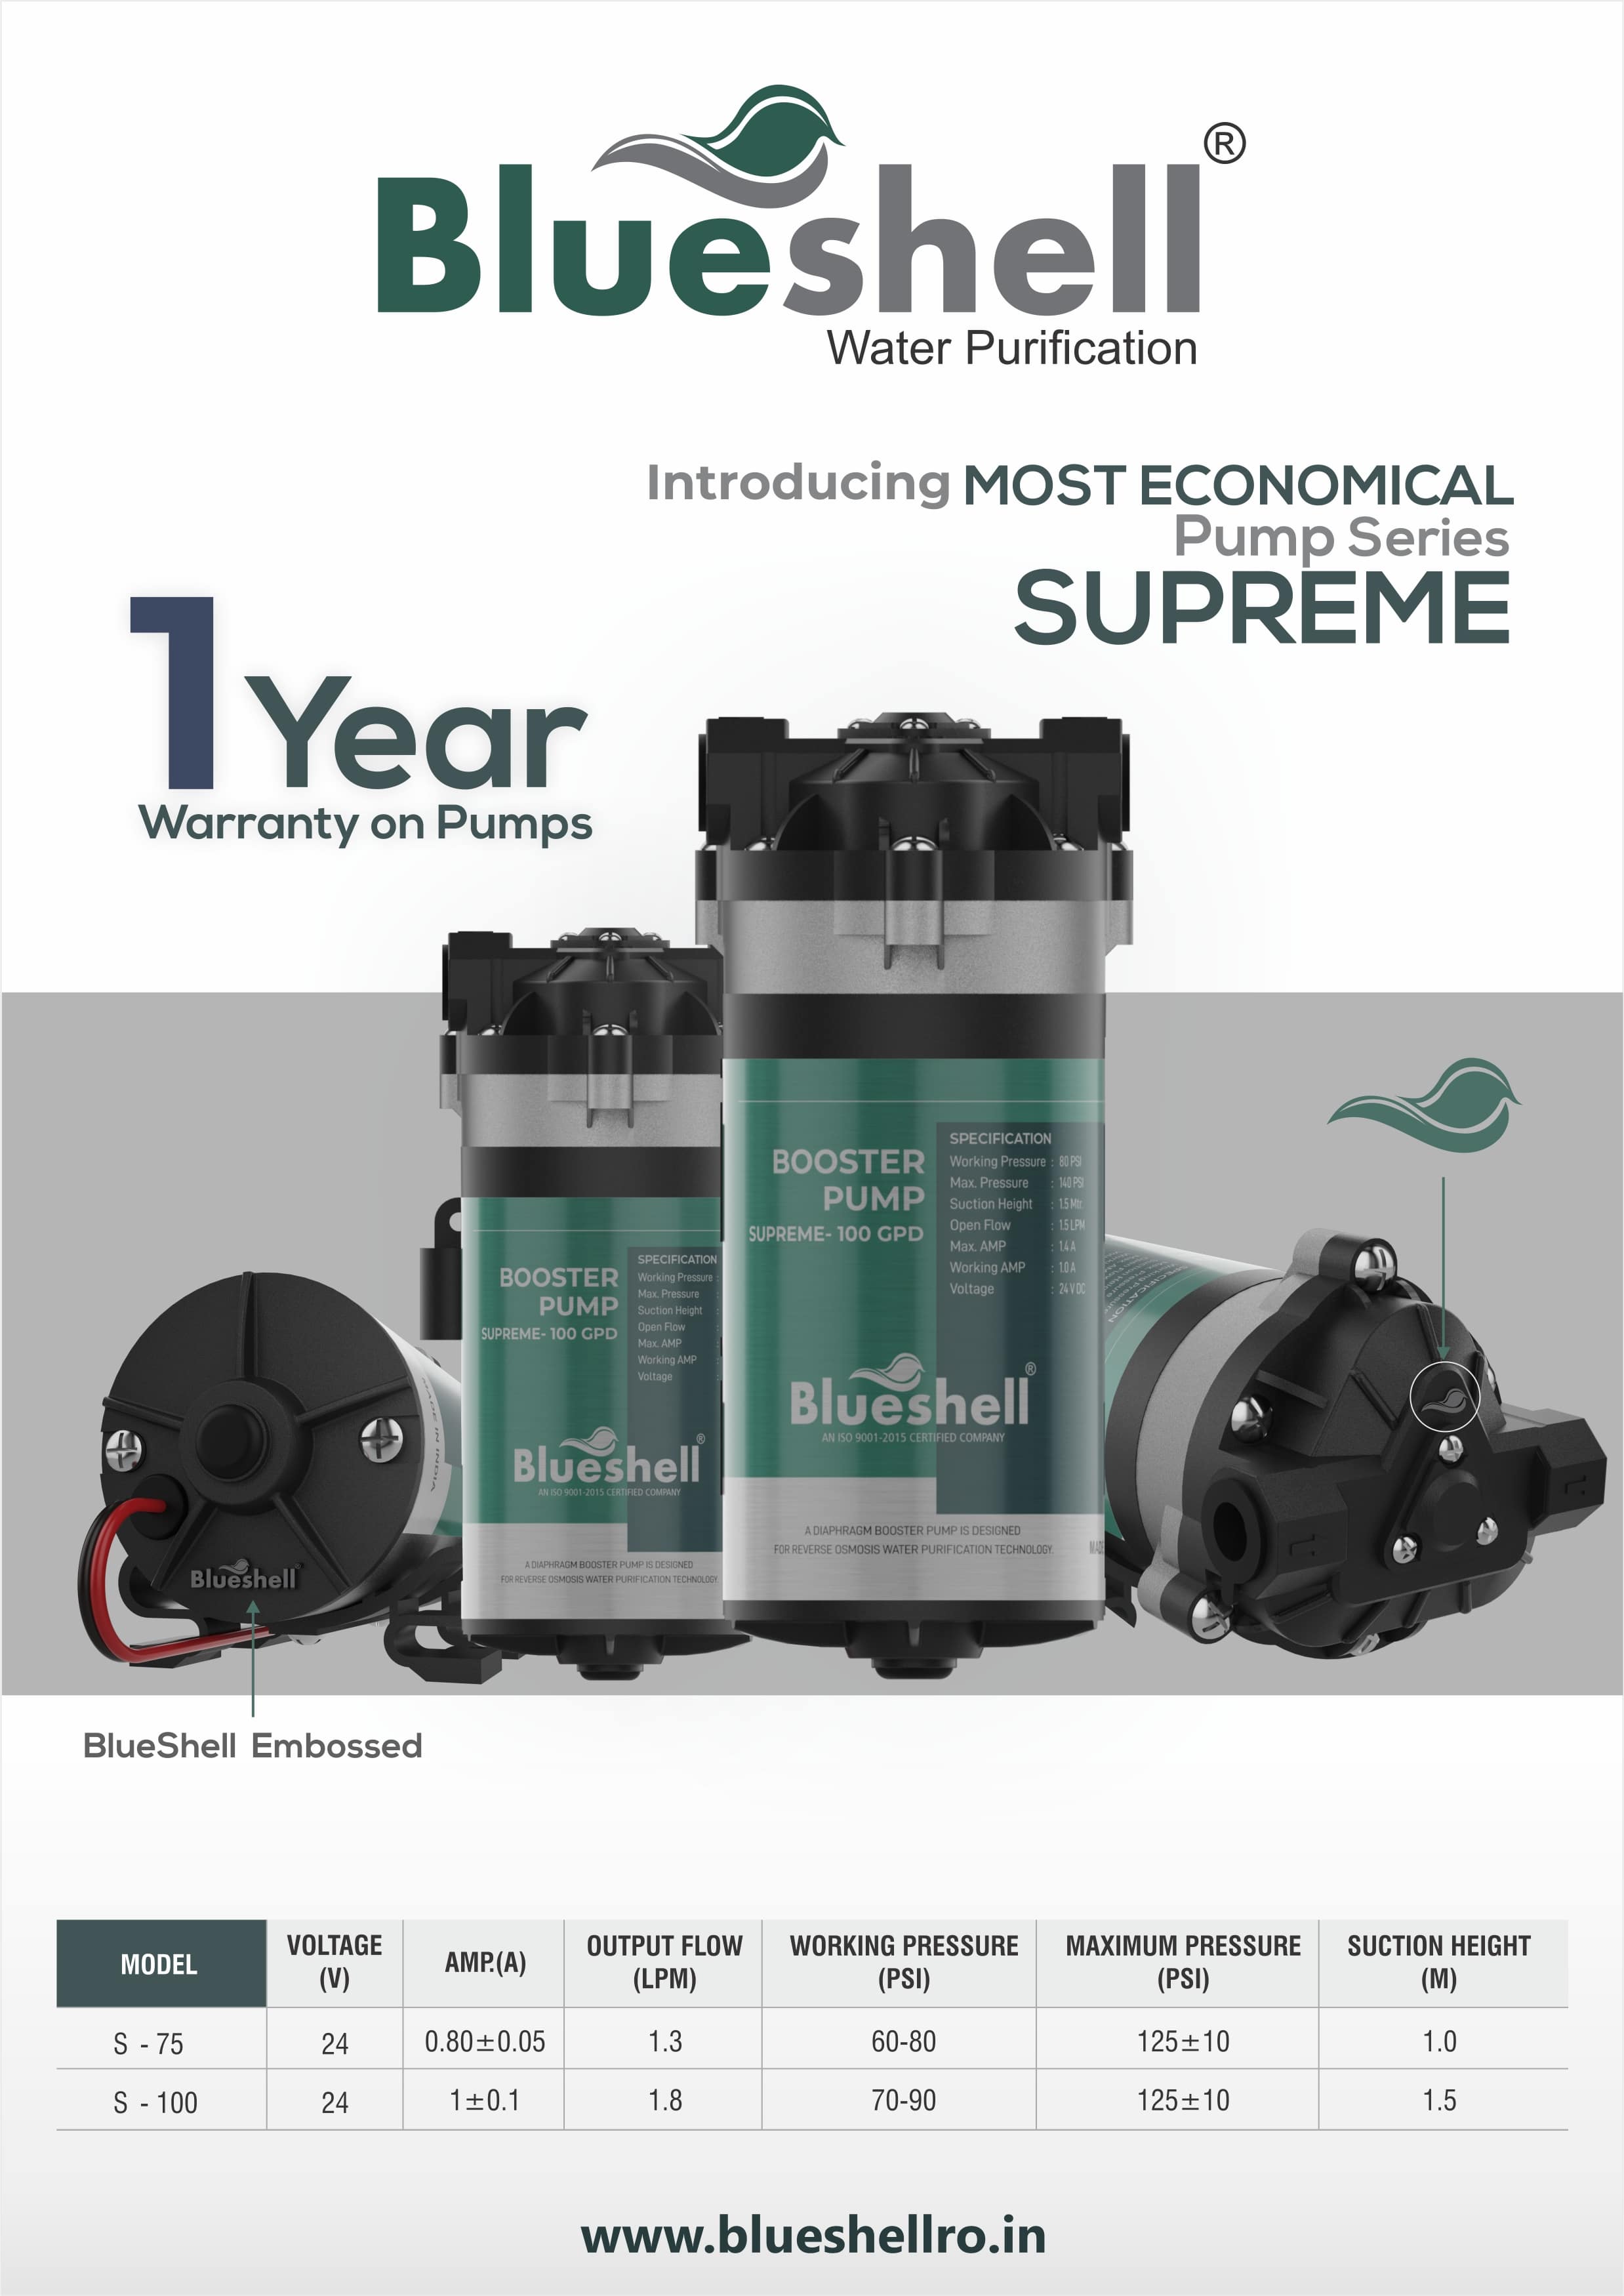 Blueshell®
Water Purification
Introducing MOST ECONOMICAL
Pump Series
SUPREME
1 Year
Warranty on Pumps
BOOSTER
PUMP
SUPREME- 100 GPD
SPECIFICATION
Working Pressure :
Max. Pressure :
Suction Height :
Open Flow :
Max. AMP :
Working AMP :
Voltage :
Blueshell®
AN ISO 9001-2015 CERTIFIED COMPANY
A DIAPHRAGM BOOSTER PUMP IS DESIGNED
FOR REVERSE OSMOSIS WATER PURIFICATION TECHNOLOGY
BOOSTER
PUMP
SUPREME- 100 GPD
SPECIFICATION
Working Pressure : 80 PSI
Max. Pressure : 140 PSI
Suction Height : 1.5 Mtr.
Open Flow : 1.5 LPM
Max. AMP : 1.4 A
Working AMP : 1.0 A
Voltage : 24 V DC
Blueshell®
AN ISO 9001-2015 CERTIFIED COMPANY
A DIAPHRAGM BOOSTER PUMP IS DESIGNED
FOR REVERSE OSMOSIS WATER PURIFICATION TECHNOLOGY.
SPECIFICATION
MADE IN INDIA
Blueshell
BlueShell Embossed
MODEL VOLTAGE (V) AMP.(A) OUTPUT FLOW (LPM) WORKING PRESSURE (PSI) MAXIMUM PRESSURE (PSI) SUCTION HEIGHT (M)
S - 75 24 0.80±0.05 1.3 60-80 125±10 1.0
S - 100 24 1±0.1 1.8 70-90 125±10 1.5
www.blueshellro.in